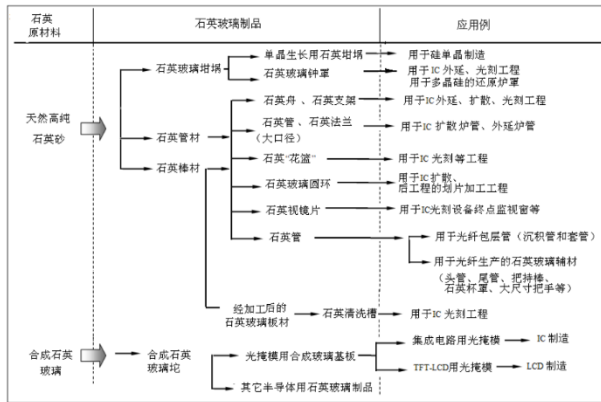 石英
原材料
石英玻璃制品
应用例
天然高纯
石英砂
石英玻璃坩埚
单晶生长用石英坩埚
用于硅单晶制造
石英玻璃钟罩
用于IC 外延、光刻工程
用于多晶硅的还原炉罩
石英管材
石英棒材
石英舟 、石英支架
用于IC外延、扩散、光刻工程
石英管 、石英法兰
(大口径)
用于IC 扩散炉管、外延炉管
石英"花篮"
用于IC 光刻等工程
石英玻璃圆环
用于IC扩散、
后工程的划片加工工程
石英视镜片
用于IC光刻设备终点监视窗等
石英管
用于光纤包层管(沉积管和套管)
用于光纤生产的石英玻璃辅材
(头管、尾管、把持棒、
石英杯罩、大尺寸把手等)
经加工后的
石英玻璃板材
石英清洗槽
用于IC 光刻工程
合成石英
玻璃
合成石英
玻璃坨
光掩模用合成玻璃基板
集成电路用光掩模
IC 制造
TFT-LCD用光掩模
LCD 制造
其它半导体用石英玻璃制品